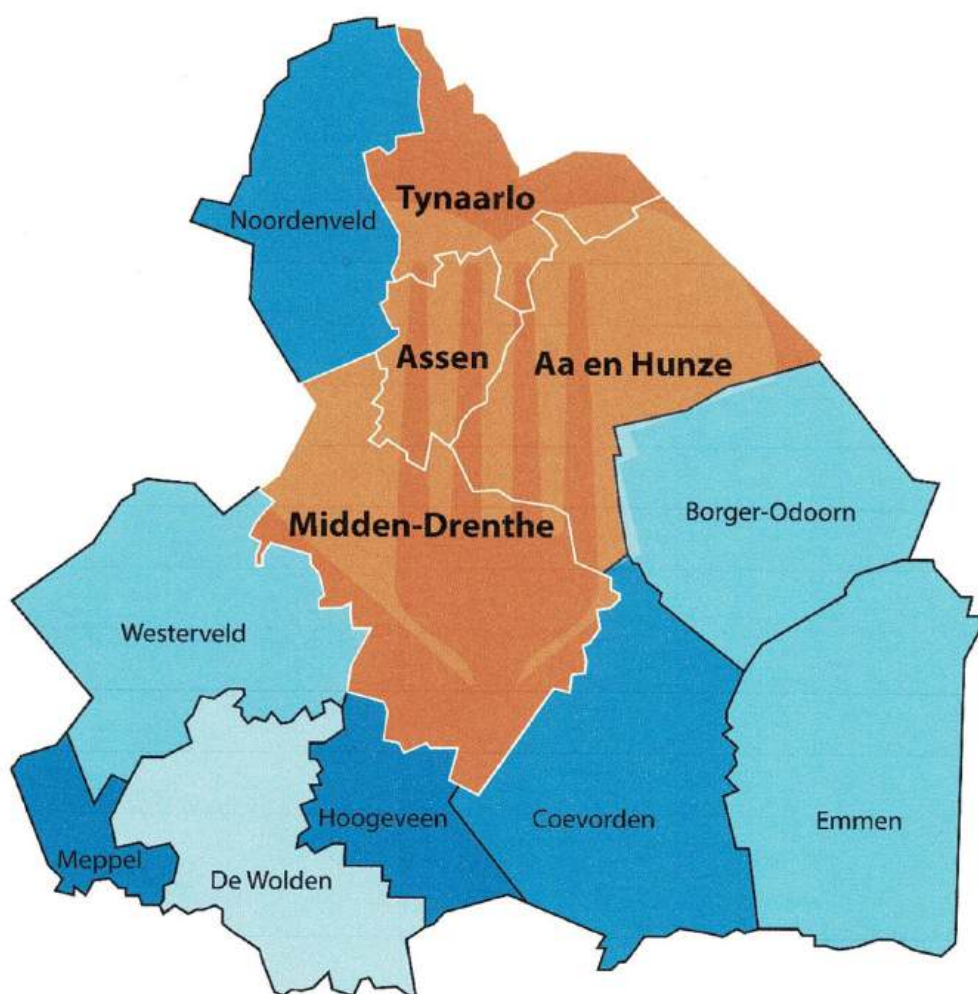 Tynaarlo
Noordenveld
Assen
Aa en Hunze
Borger-Odoorn
Midden-Drenthe
Westerveld
Hoogeveen
Coevorden
Emmen
Meppel
De Wolden